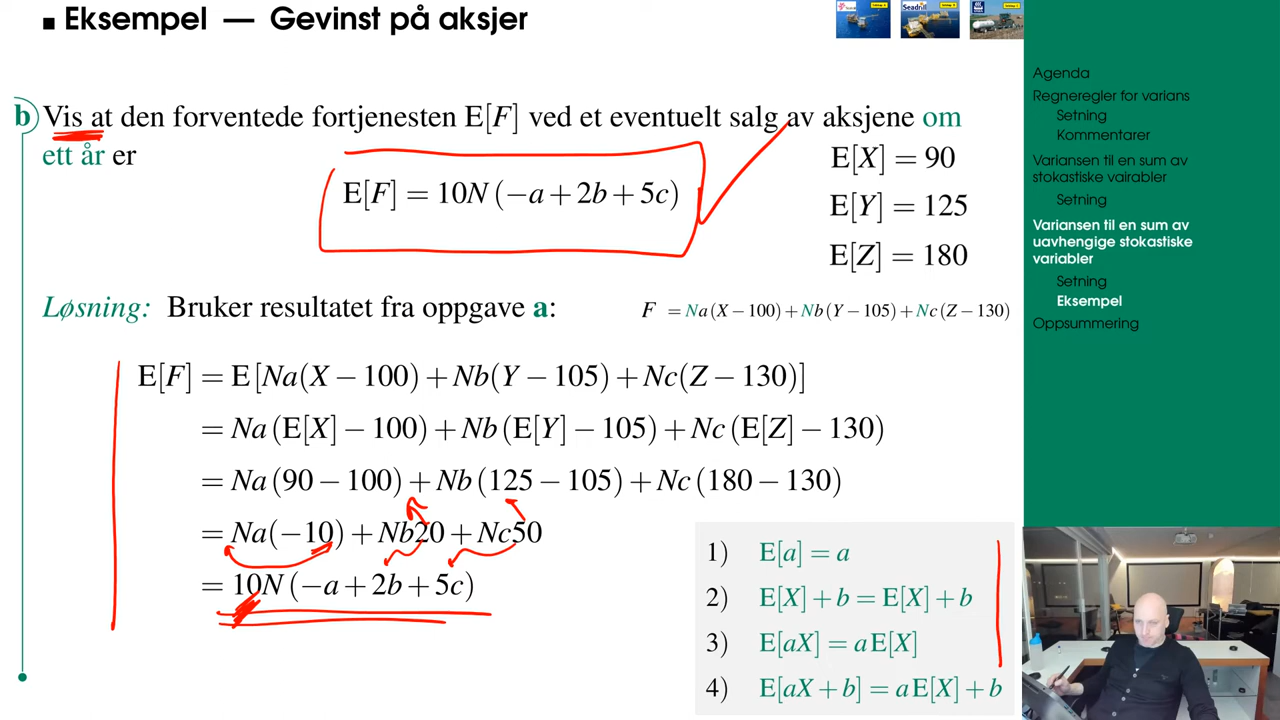 ▪ Eksempel — Gevinst på aksjer
Seadrill
b Vis at den forventede fortjenesten E[F] ved et eventuelt salg av aksjene om
ett år er
E[F] = 10N (−a + 2b + 5c)
E[X] = 90
E[Y] = 125
E[Z] = 180
Løsning: Bruker resultatet fra oppgave a:
F = Na(X − 100) + Nb(Y − 105) + Nc(Z − 130)
E[F] = E[Na(X − 100) + Nb(Y − 105) + Nc(Z − 130)]
= Na(E[X] − 100) + Nb(E[Y] − 105) + Nc(E[Z] − 130)
= Na(90 − 100) + Nb(125 − 105) + Nc(180 − 130)
= Na(−10) + Nb20 + Nc50
= 10N (−a + 2b + 5c)
1) E[a] = a
2) E[X] + b = E[X] + b
3) E[aX] = a E[X]
4) E[aX + b] = a E[X] + b
Agenda
Regneregler for varians
Setning
Kommentarer
Variansen til en sum av
stokastiske vairabler
Setning
Variansen til en sum av
uavhengige stokastiske
variabler
Setning
Eksempel
Oppsummering